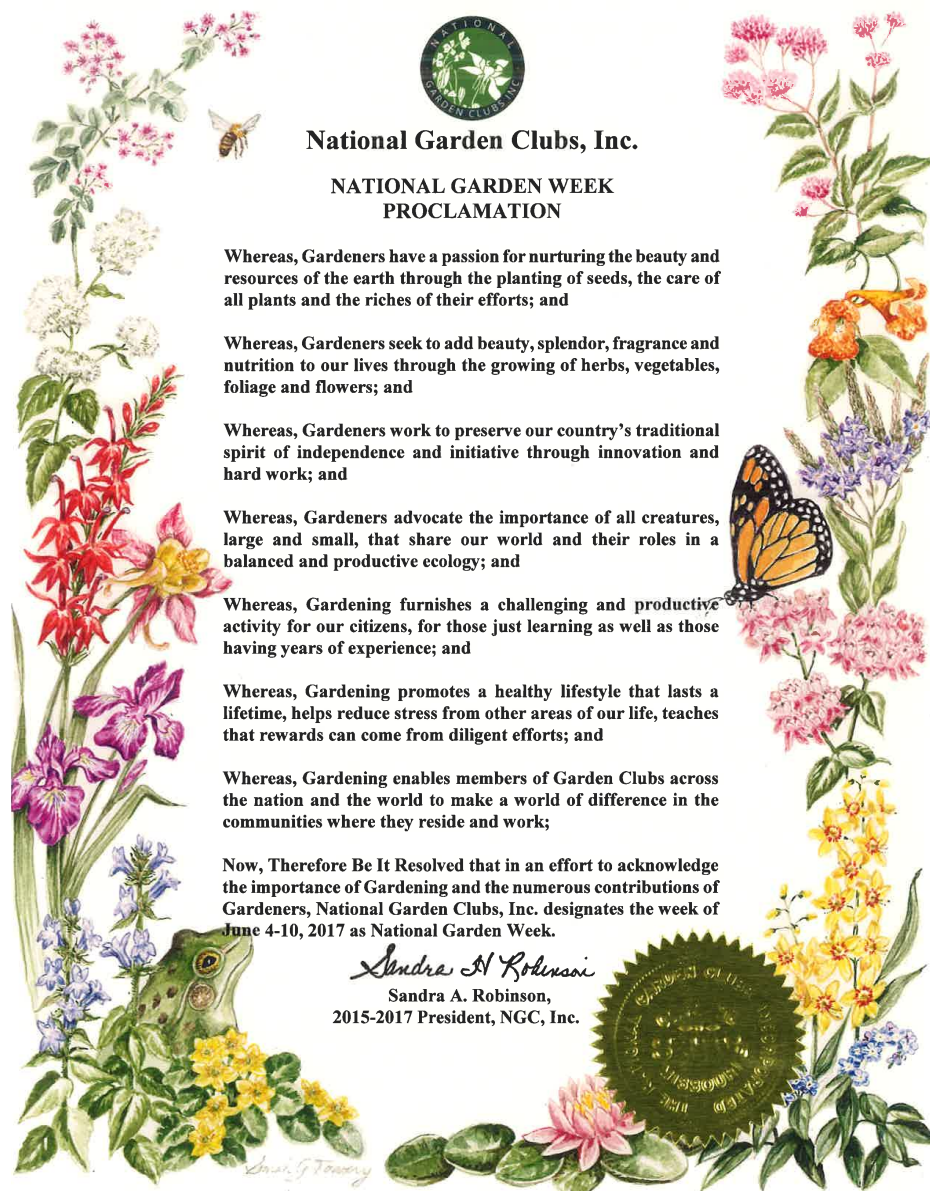 NATIONAL
GARDEN CLUBS, INC.
National Garden Clubs, Inc.
NATIONAL GARDEN WEEK
PROCLAMATION
Whereas, Gardeners have a passion for nurturing the beauty and
resources of the earth through the planting of seeds, the care of
all plants and the riches of their efforts; and
Whereas, Gardeners seek to add beauty, splendor, fragrance and
nutrition to our lives through the growing of herbs, vegetables,
foliage and flowers; and
Whereas, Gardeners work to preserve our country's traditional
spirit of independence and initiative through innovation and
hard work; and
Whereas, Gardeners advocate the importance of all creatures,
large and small, that share our world and their roles in a
balanced and productive ecology; and
Whereas, Gardening furnishes a challenging and productive
activity for our citizens, for those just learning as well as those
having years of experience; and
Whereas, Gardening promotes a healthy lifestyle that lasts a
lifetime, helps reduce stress from other areas of our life, teaches
that rewards can come from diligent efforts; and
Whereas, Gardening enables members of Garden Clubs across
the nation and the world to make a world of difference in the
communities where they reside and work;
Now, Therefore Be It Resolved that in an effort to acknowledge
the importance of Gardening and the numerous contributions of
Gardeners, National Garden Clubs, Inc. designates the week of
June 4-10, 2017 as National Garden Week.
Sandra H Robinson
Sandra A. Robinson,
2015-2017 President, NGC, Inc.
GARDEN CLUBS
MISSOURI
THE